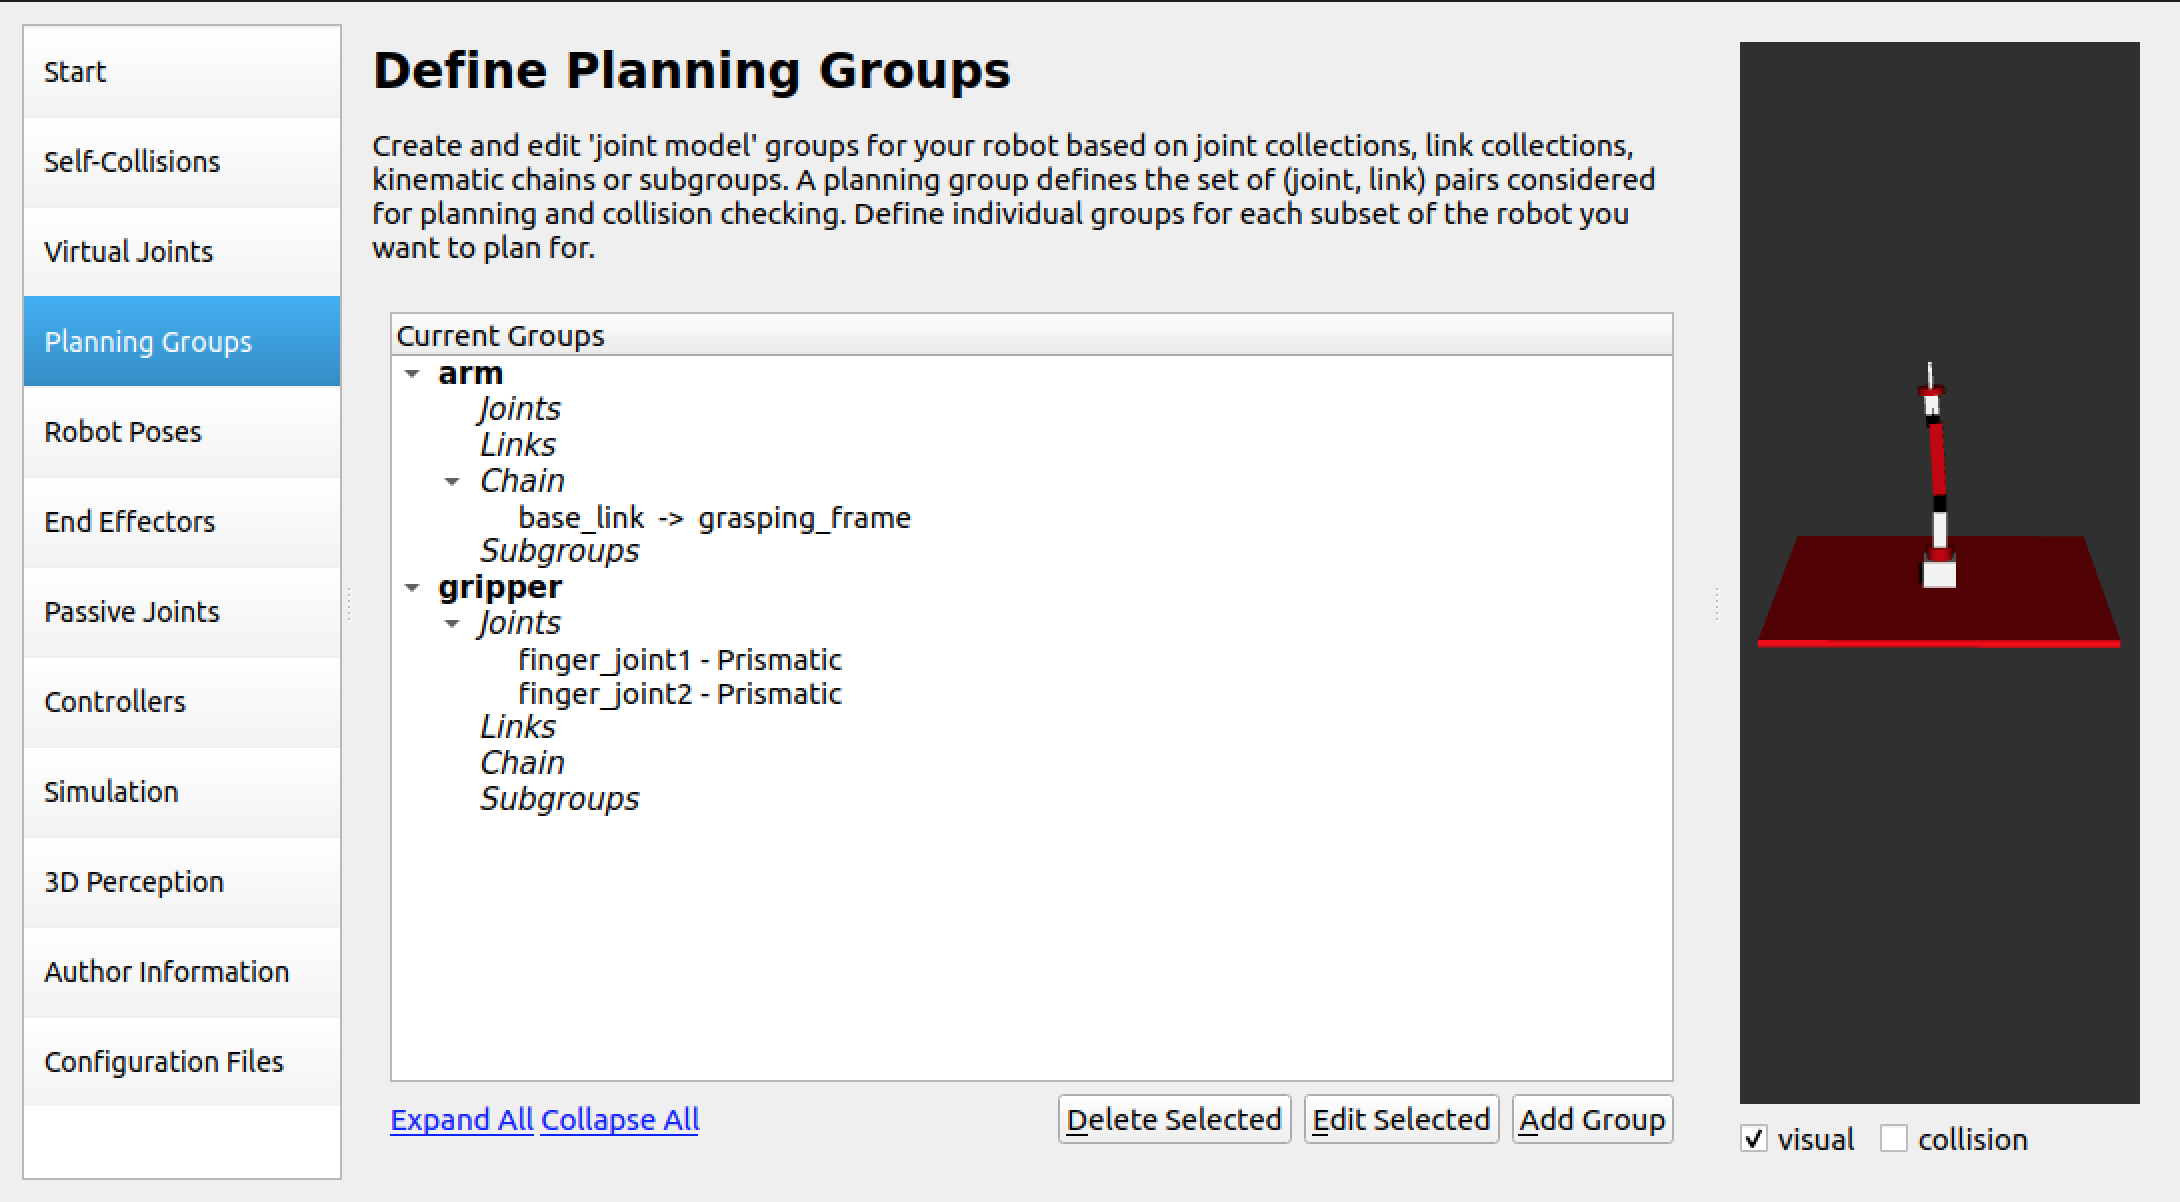 Start
Self-Collisions
Virtual Joints
Planning Groups
Robot Poses
End Effectors
Passive Joints
Controllers
Simulation
3D Perception
Author Information
Configuration Files
Define Planning Groups
Create and edit 'joint model' groups for your robot based on joint collections, link collections,
kinematic chains or subgroups. A planning group defines the set of (joint, link) pairs considered
for planning and collision checking. Define individual groups for each subset of the robot you
want to plan for.
Current Groups
arm
Joints
Links
Chain
base_link -> grasping_frame
Subgroups
gripper
Joints
finger_joint1 - Prismatic
finger_joint2 - Prismatic
Links
Chain
Subgroups
Expand All Collapse All
Delete Selected
Edit Selected
Add Group
visual
collision